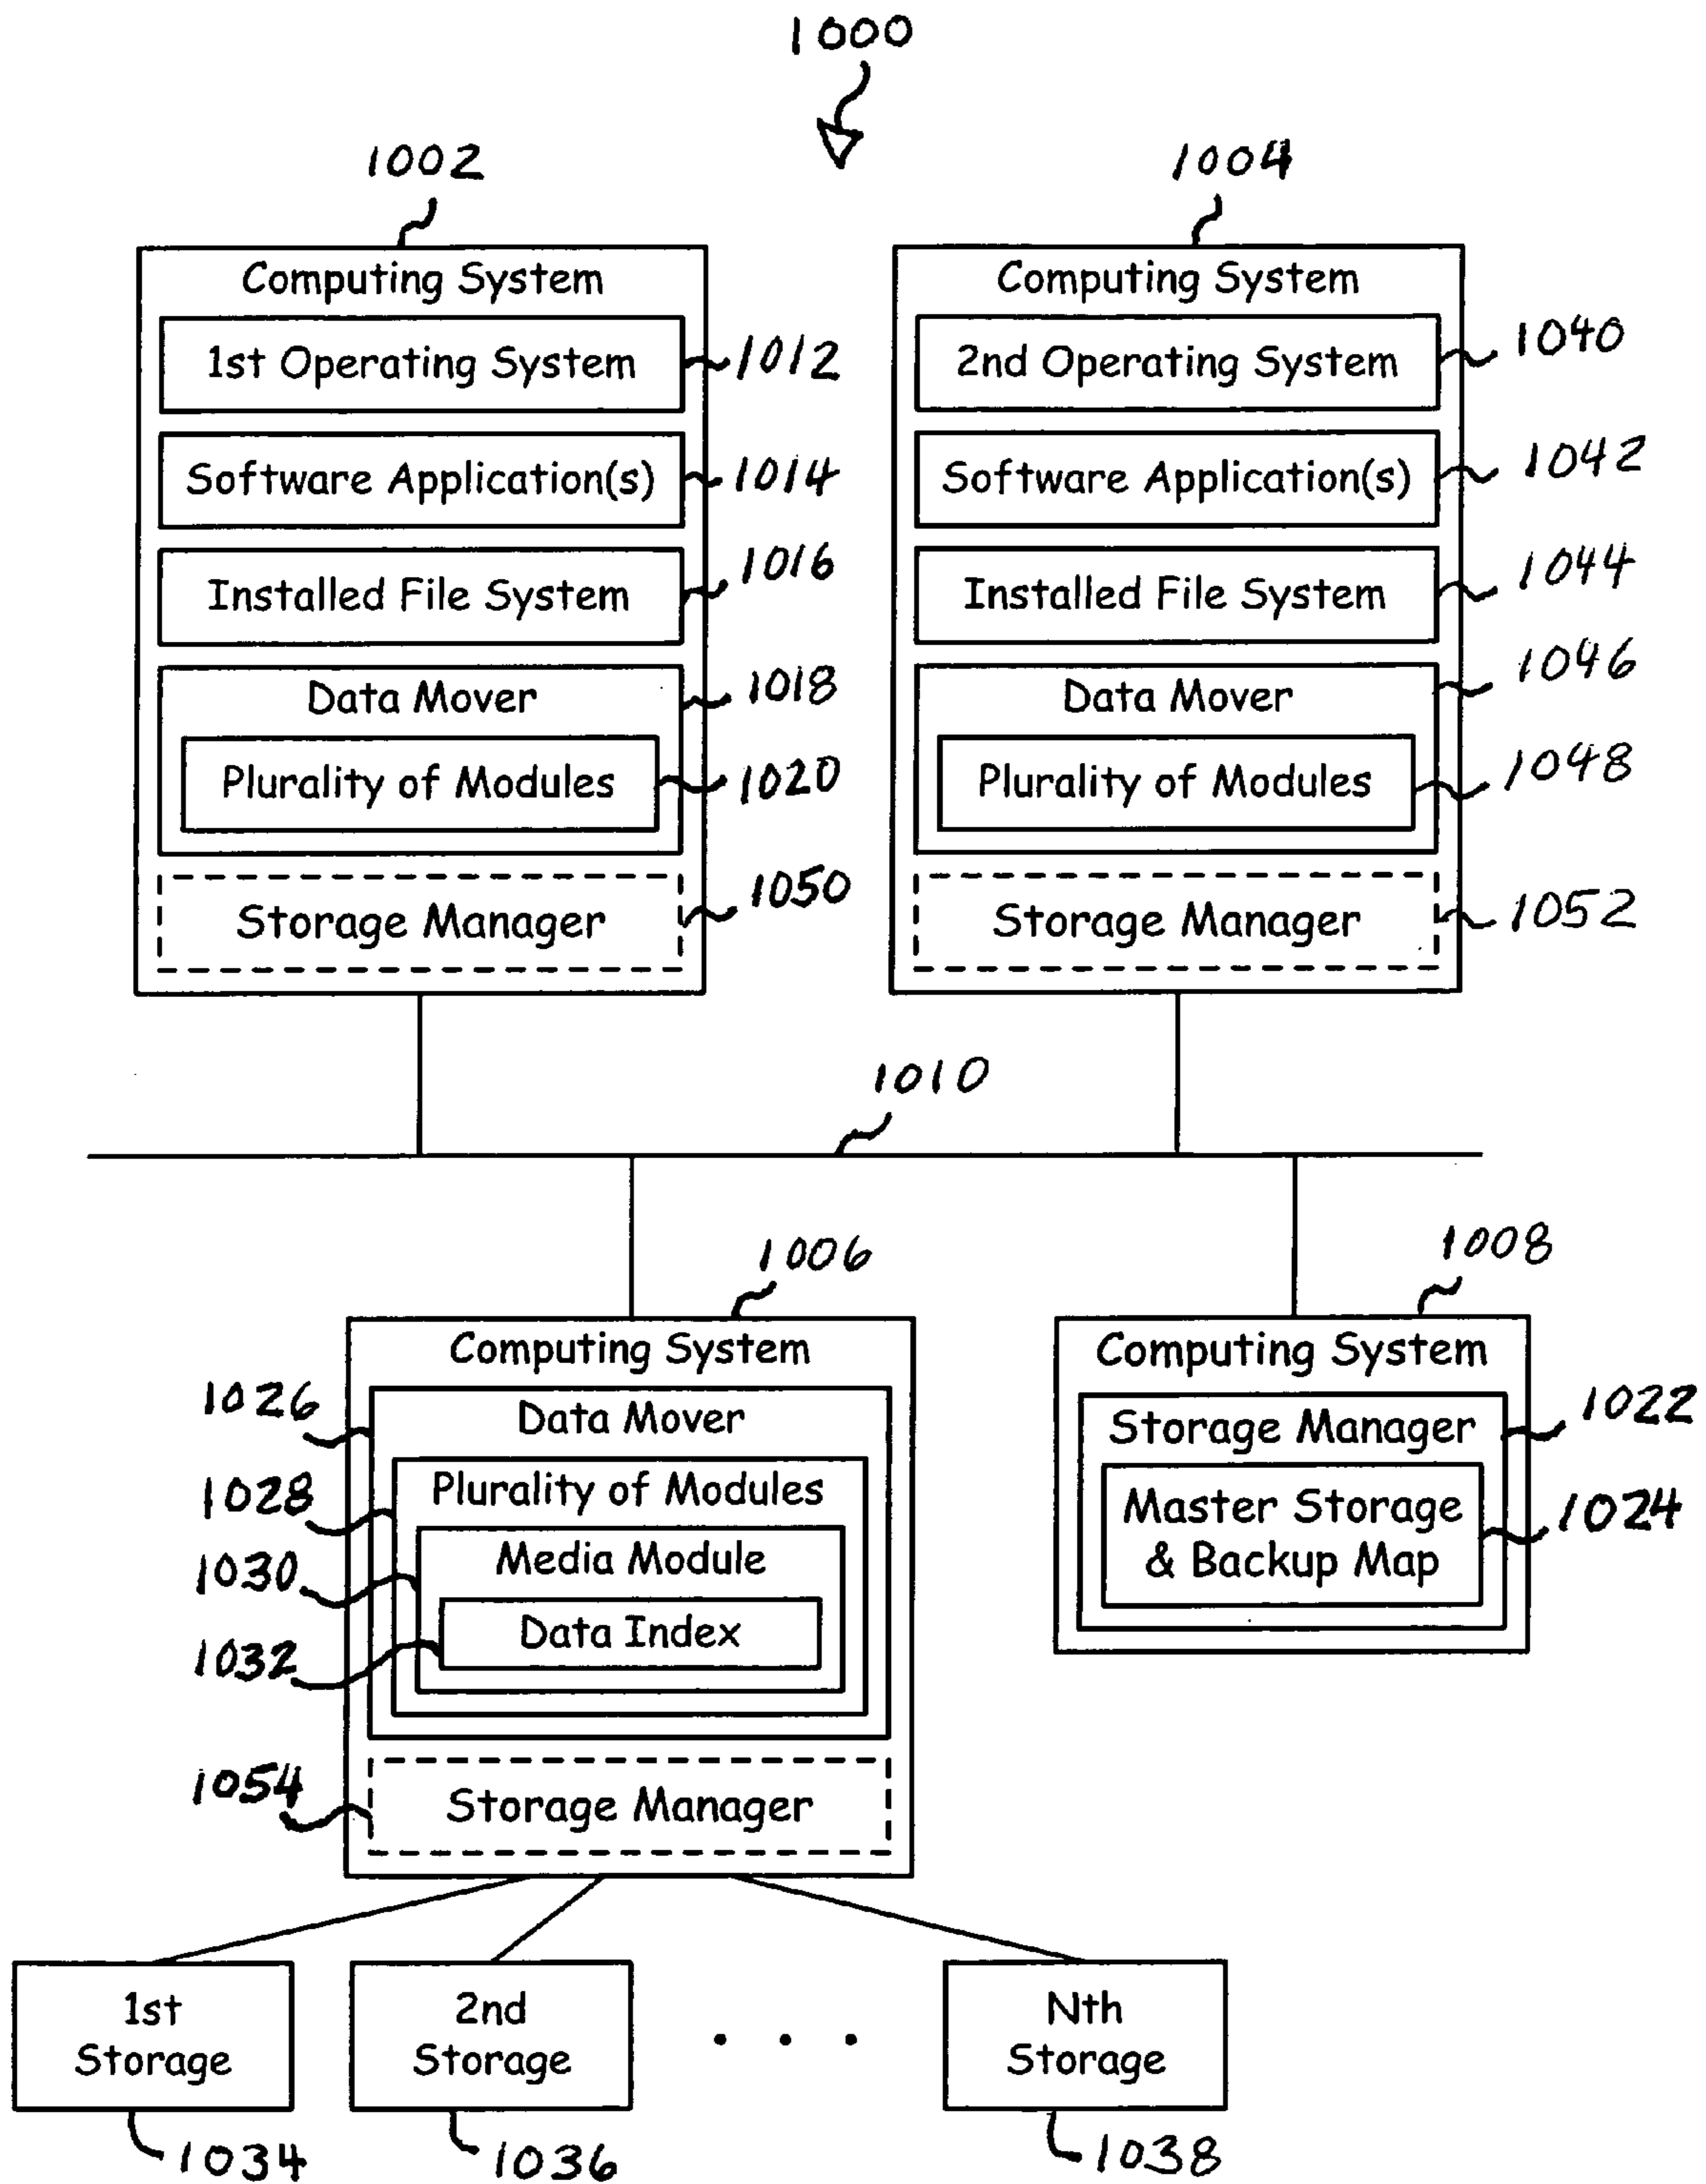 1000
1002
1004
Computing System
1st Operating System
1012
Software Application(s)
1014
Installed File System
1016
Data Mover
1018
Plurality of Modules
1020
Storage Manager
1050
Computing System
2nd Operating System
1040
Software Application(s)
1042
Installed File System
1044
Data Mover
1046
Plurality of Modules
1048
Storage Manager
1052
1010
1006
Computing System
1026
Data Mover
1028
Plurality of Modules
1030
Media Module
1032
Data Index
1054
Storage Manager
1008
Computing System
Storage Manager
1022
Master Storage
& Backup Map
1024
1st
Storage
1034
2nd
Storage
1036
. . .
Nth
Storage
1038